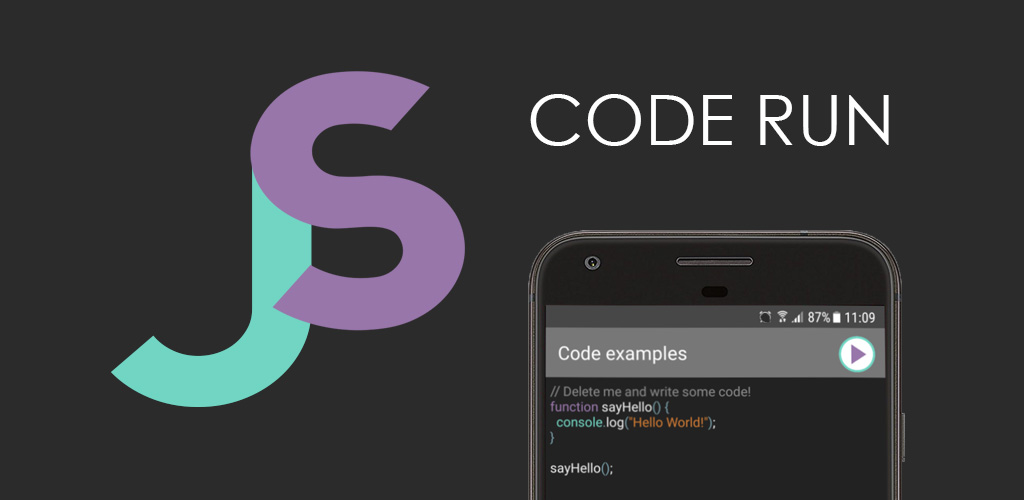 JS
CODE RUN
87% 11:09
Code examples
// Delete me and write some code!
function sayHello() {
  console.log("Hello World!");
}
sayHello();